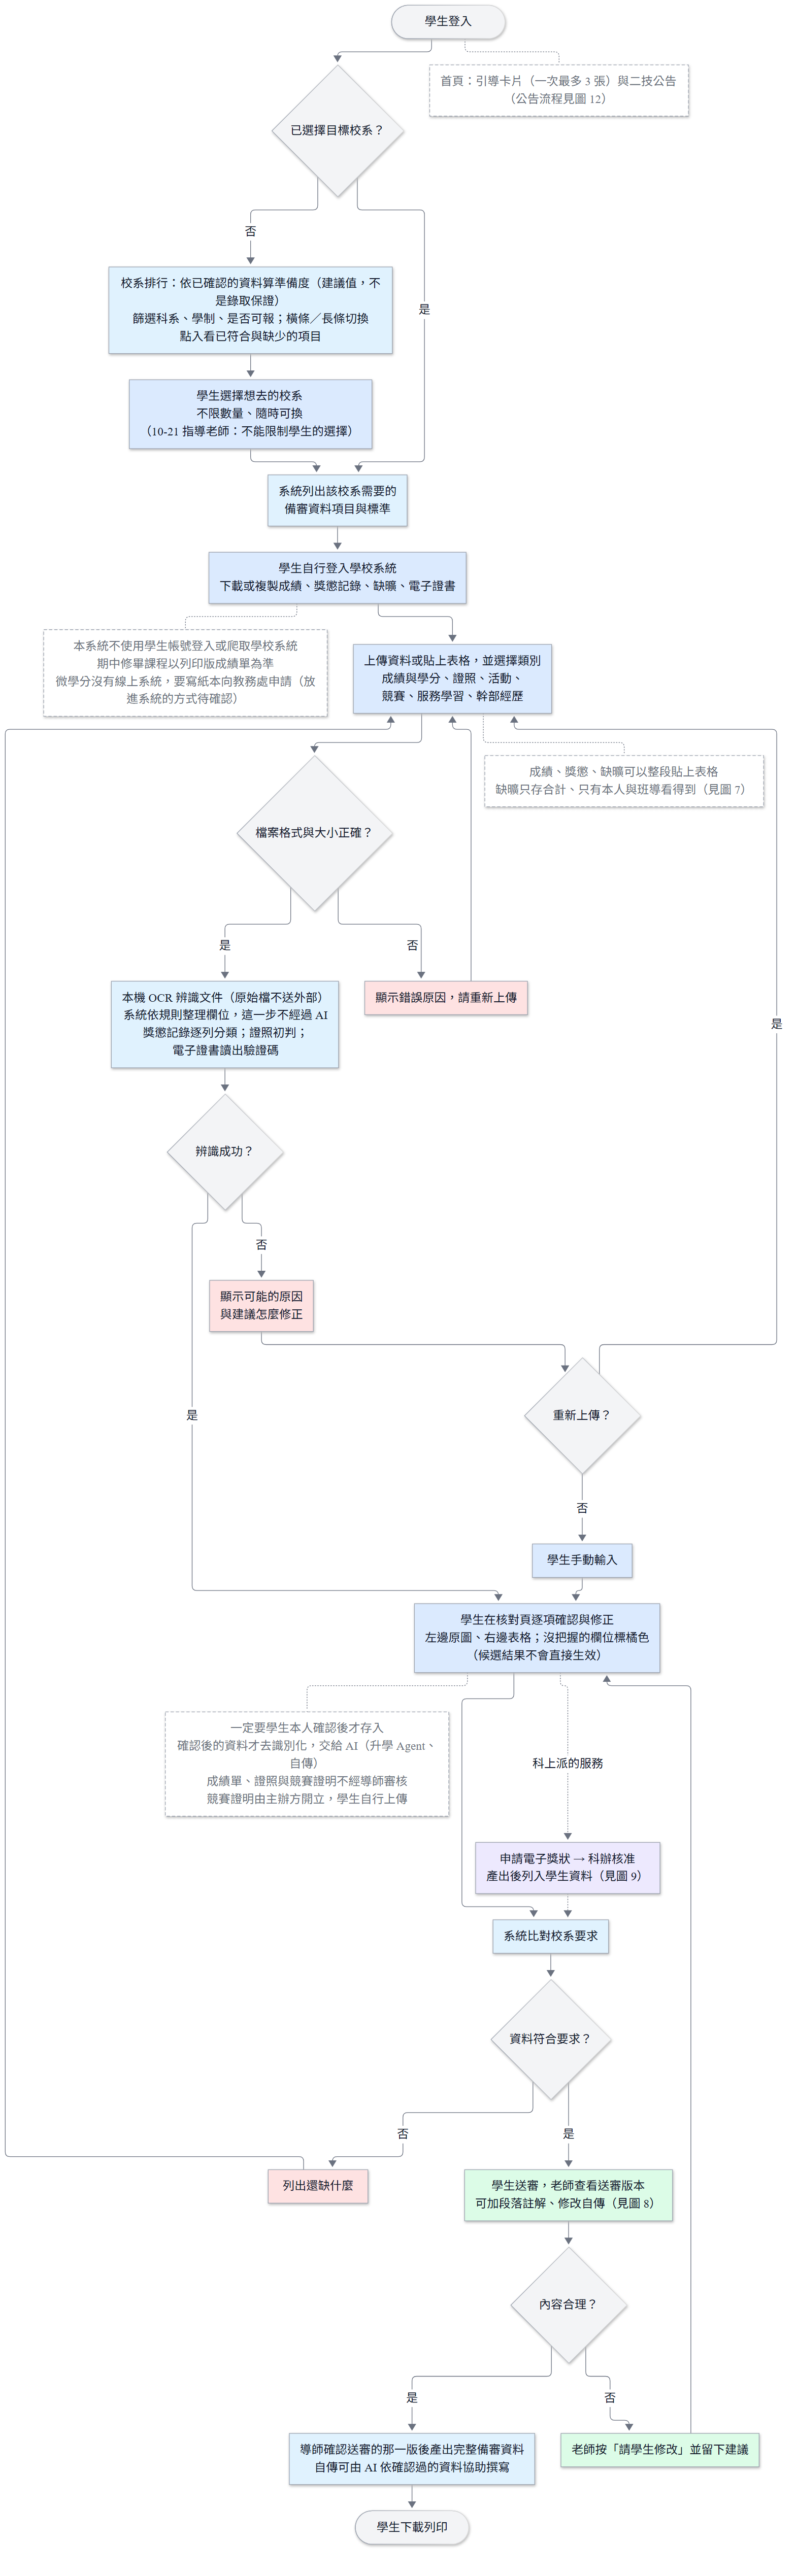 學生登入
首頁：引導卡片（一次最多 3 張）與二技公告
（公告流程見圖 12）
已選擇目標校系？
否
是
校系排行：依已確認的資料算準備度（建議值，不
是錄取保證）
篩選科系、學制、是否可報；橫條／長條切換
點入看已符合與缺少的項目
學生選擇想去的校系
不限數量、隨時可換
（10-21 指導老師：不能限制學生的選擇）
系統列出該校系需要的
備審資料項目與標準
學生自行登入學校系統
下載或複製成績、獎懲記錄、缺曠、電子證書
本系統不使用學生帳號登入或爬取學校系統
期中修畢課程以列印版成績單為準
微學分沒有線上系統，要寫紙本向教務處申請（放
進系統的方式待確認）
上傳資料或貼上表格，並選擇類別
成績與學分、證照、活動、
競賽、服務學習、幹部經歷
成績、獎懲、缺曠可以整段貼上表格
缺曠只存合計、只有本人與班導看得到（見圖 7）
檔案格式與大小正確？
是
否
本機 OCR 辨識文件（原始檔不送外部）
系統依規則整理欄位，這一步不經過 AI
獎懲記錄逐列分類；證照初判；
電子證書讀出驗證碼
顯示錯誤原因，請重新上傳
是
辨識成功？
否
顯示可能的原因
與建議怎麼修正
是
重新上傳？
否
學生手動輸入
學生在核對頁逐項確認與修正
左邊原圖、右邊表格；沒把握的欄位標橘色
（候選結果不會直接生效）
一定要學生本人確認後才存入
確認後的資料才去識別化，交給 AI（升學 Agent、
自傳）
成績單、證照與競賽證明不經導師審核
競賽證明由主辦方開立，學生自行上傳
科上派的服務
申請電子獎狀 → 科辦核准
產出後列入學生資料（見圖 9）
系統比對校系要求
資料符合要求？
否
是
列出還缺什麼
學生送審，老師查看送審版本
可加段落註解、修改自傳（見圖 8）
內容合理？
是
否
導師確認送審的那一版後產出完整備審資料
自傳可由 AI 依確認過的資料協助撰寫
老師按「請學生修改」並留下建議
學生下載列印